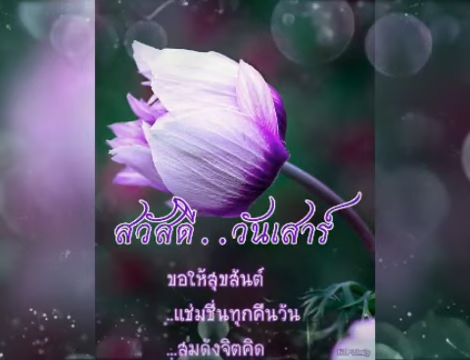 สวัสดี . . วันเสาร์
ขอให้สุขสันต์
..แช่มชื่นทุกคืนวัน
...สมดังจิตคิด